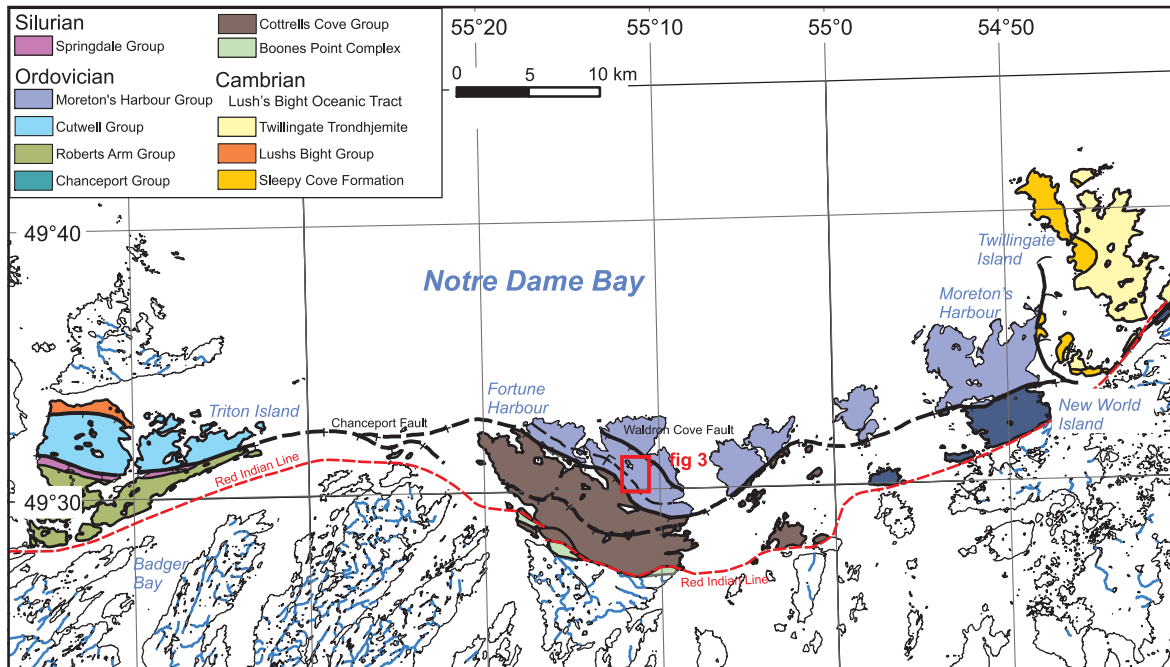 Silurian
Springdale Group
Ordovician
Moreton's Harbour Group
Cutwell Group
Roberts Arm Group
Chanceport Group
Cottrells Cove Group
Boones Point Complex
Cambrian
Lush's Bight Oceanic Tract
Twillingate Trondhjemite
Lushs Bight Group
Sleepy Cove Formation
55°20
55°10
55°0
54°50
0 5 10 km
49°40
49°30
Notre Dame Bay
Twillingate
Island
Moreton's
Harbour
Fortune
Harbour
Triton Island
Chanceport Fault
Waldron Cove Fault
New World
Island
fig 3
Red Indian Line
Badger
Bay
Red Indian Line